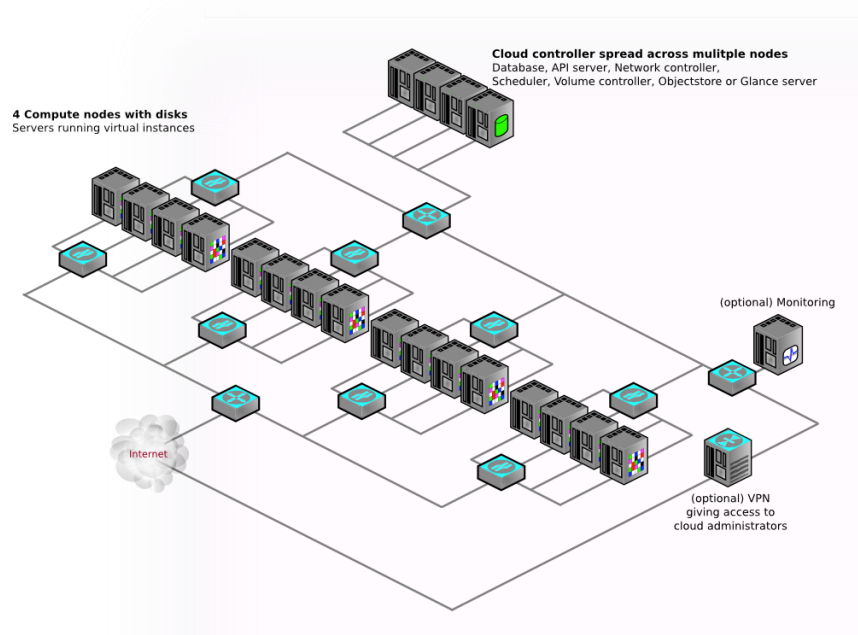 Cloud controller spread across mulitple nodes
Database, API server, Network controller,
Scheduler, Volume controller, Objectstore or Glance server
4 Compute nodes with disks
Servers running virtual instances
(optional) Monitoring
Internet
(optional) VPN
giving access to
cloud administrators